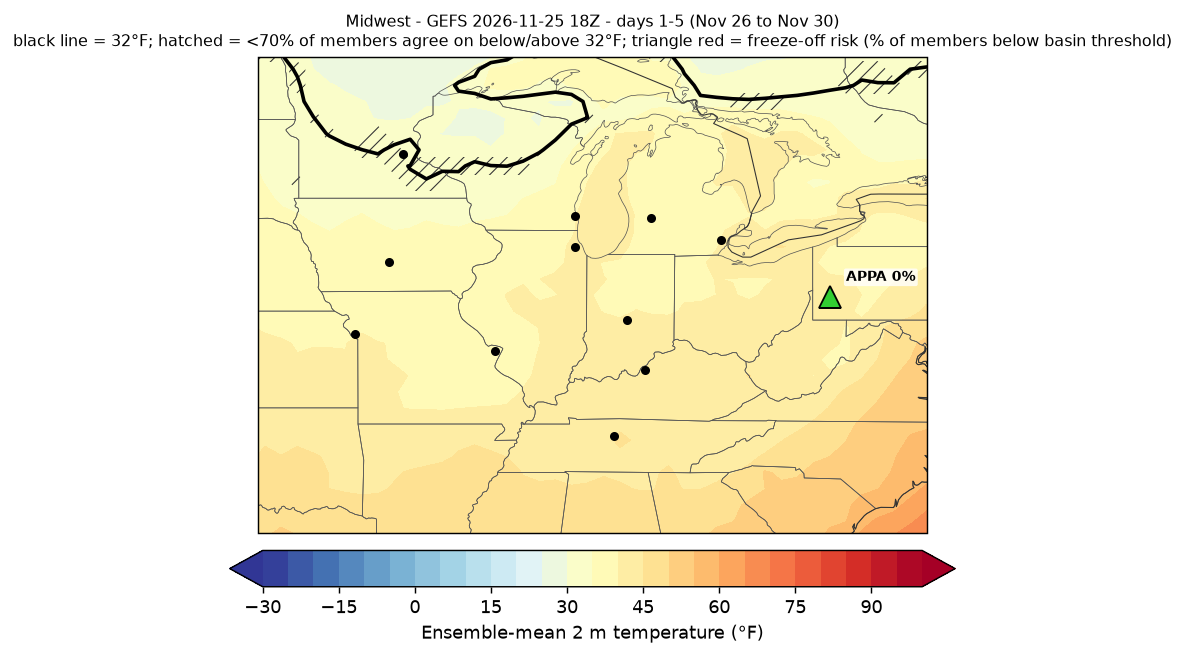 Midwest - GEFS 2026-11-25 18Z - days 1-5 (Nov 26 to Nov 30)
black line = 32°F; hatched = <70% of members agree on below/above 32°F; triangle red = freeze-off risk (% of members below basin threshold)
APPA 0%
−30 −15 0 15 30 45 60 75 90
Ensemble-mean 2 m temperature (°F)